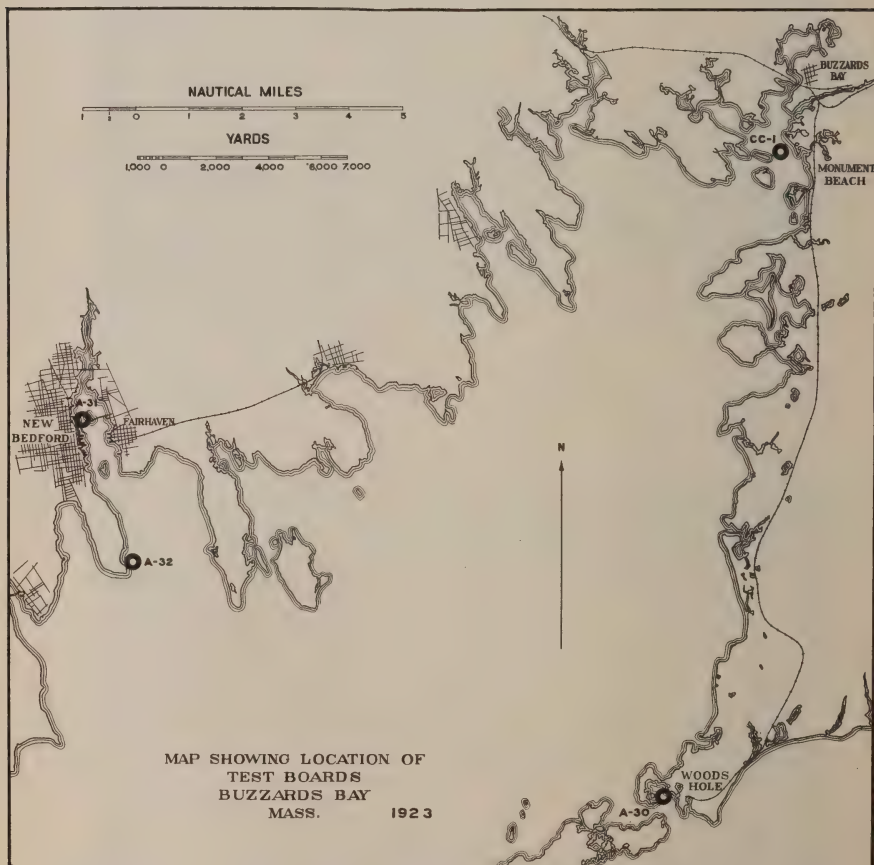 NAUTICAL MILES
1 ½ 0 1 2 3 4 5
YARDS
1,000 0 2,000 4,000 6,000 7,000
BUZZARDS
BAY
CC-1
MONUMENT
BEACH
A-31
NEW
BEDFORD
FAIRHAVEN
N
A-32
MAP SHOWING LOCATION OF
TEST BOARDS
BUZZARDS BAY
MASS. 1923
WOODS
HOLE
A-30